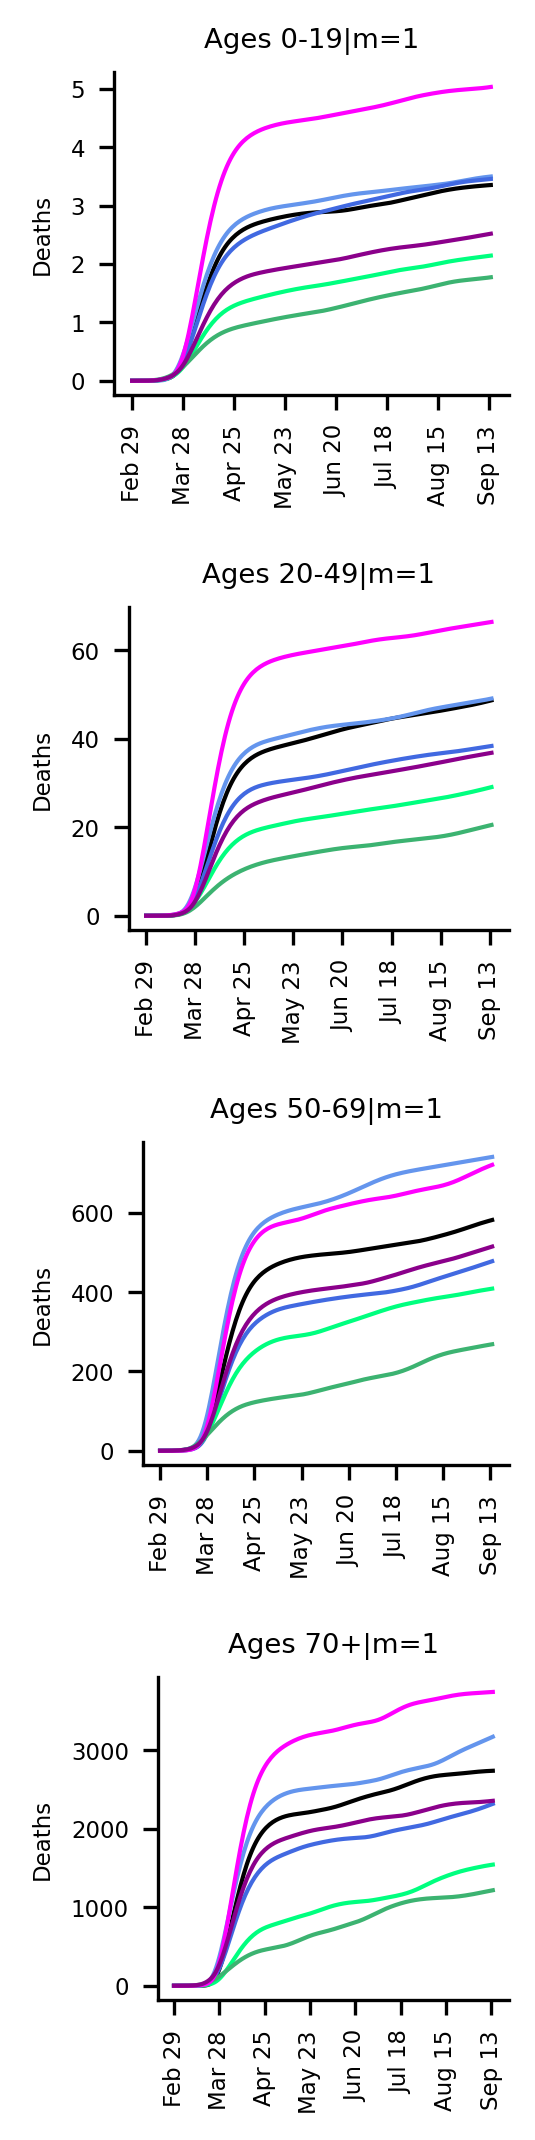 Ages 0-19|m=1
5
4
3
2
1
0
Deaths
Feb 29
Mar 28
Apr 25
May 23
Jun 20
Jul 18
Aug 15
Sep 13
Ages 20-49|m=1
60
40
20
0
Deaths
Feb 29
Mar 28
Apr 25
May 23
Jun 20
Jul 18
Aug 15
Sep 13
Ages 50-69|m=1
600
400
200
0
Deaths
Feb 29
Mar 28
Apr 25
May 23
Jun 20
Jul 18
Aug 15
Sep 13
Ages 70+|m=1
3000
2000
1000
0
Deaths
Feb 29
Mar 28
Apr 25
May 23
Jun 20
Jul 18
Aug 15
Sep 13